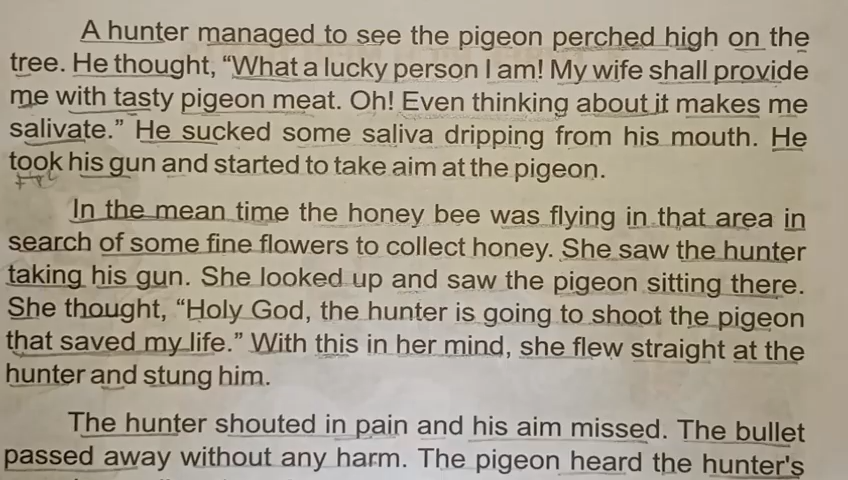 A hunter managed to see the pigeon perched high on the
tree. He thought, “What a lucky person I am! My wife shall provide
me with tasty pigeon meat. Oh! Even thinking about it makes me
salivate.” He sucked some saliva dripping from his mouth. He
took his gun and started to take aim at the pigeon.
In the mean time the honey bee was flying in that area in
search of some fine flowers to collect honey. She saw the hunter
taking his gun. She looked up and saw the pigeon sitting there.
She thought, “Holy God, the hunter is going to shoot the pigeon
that saved my life.” With this in her mind, she flew straight at the
hunter and stung him.
The hunter shouted in pain and his aim missed. The bullet
passed away without any harm. The pigeon heard the hunter's